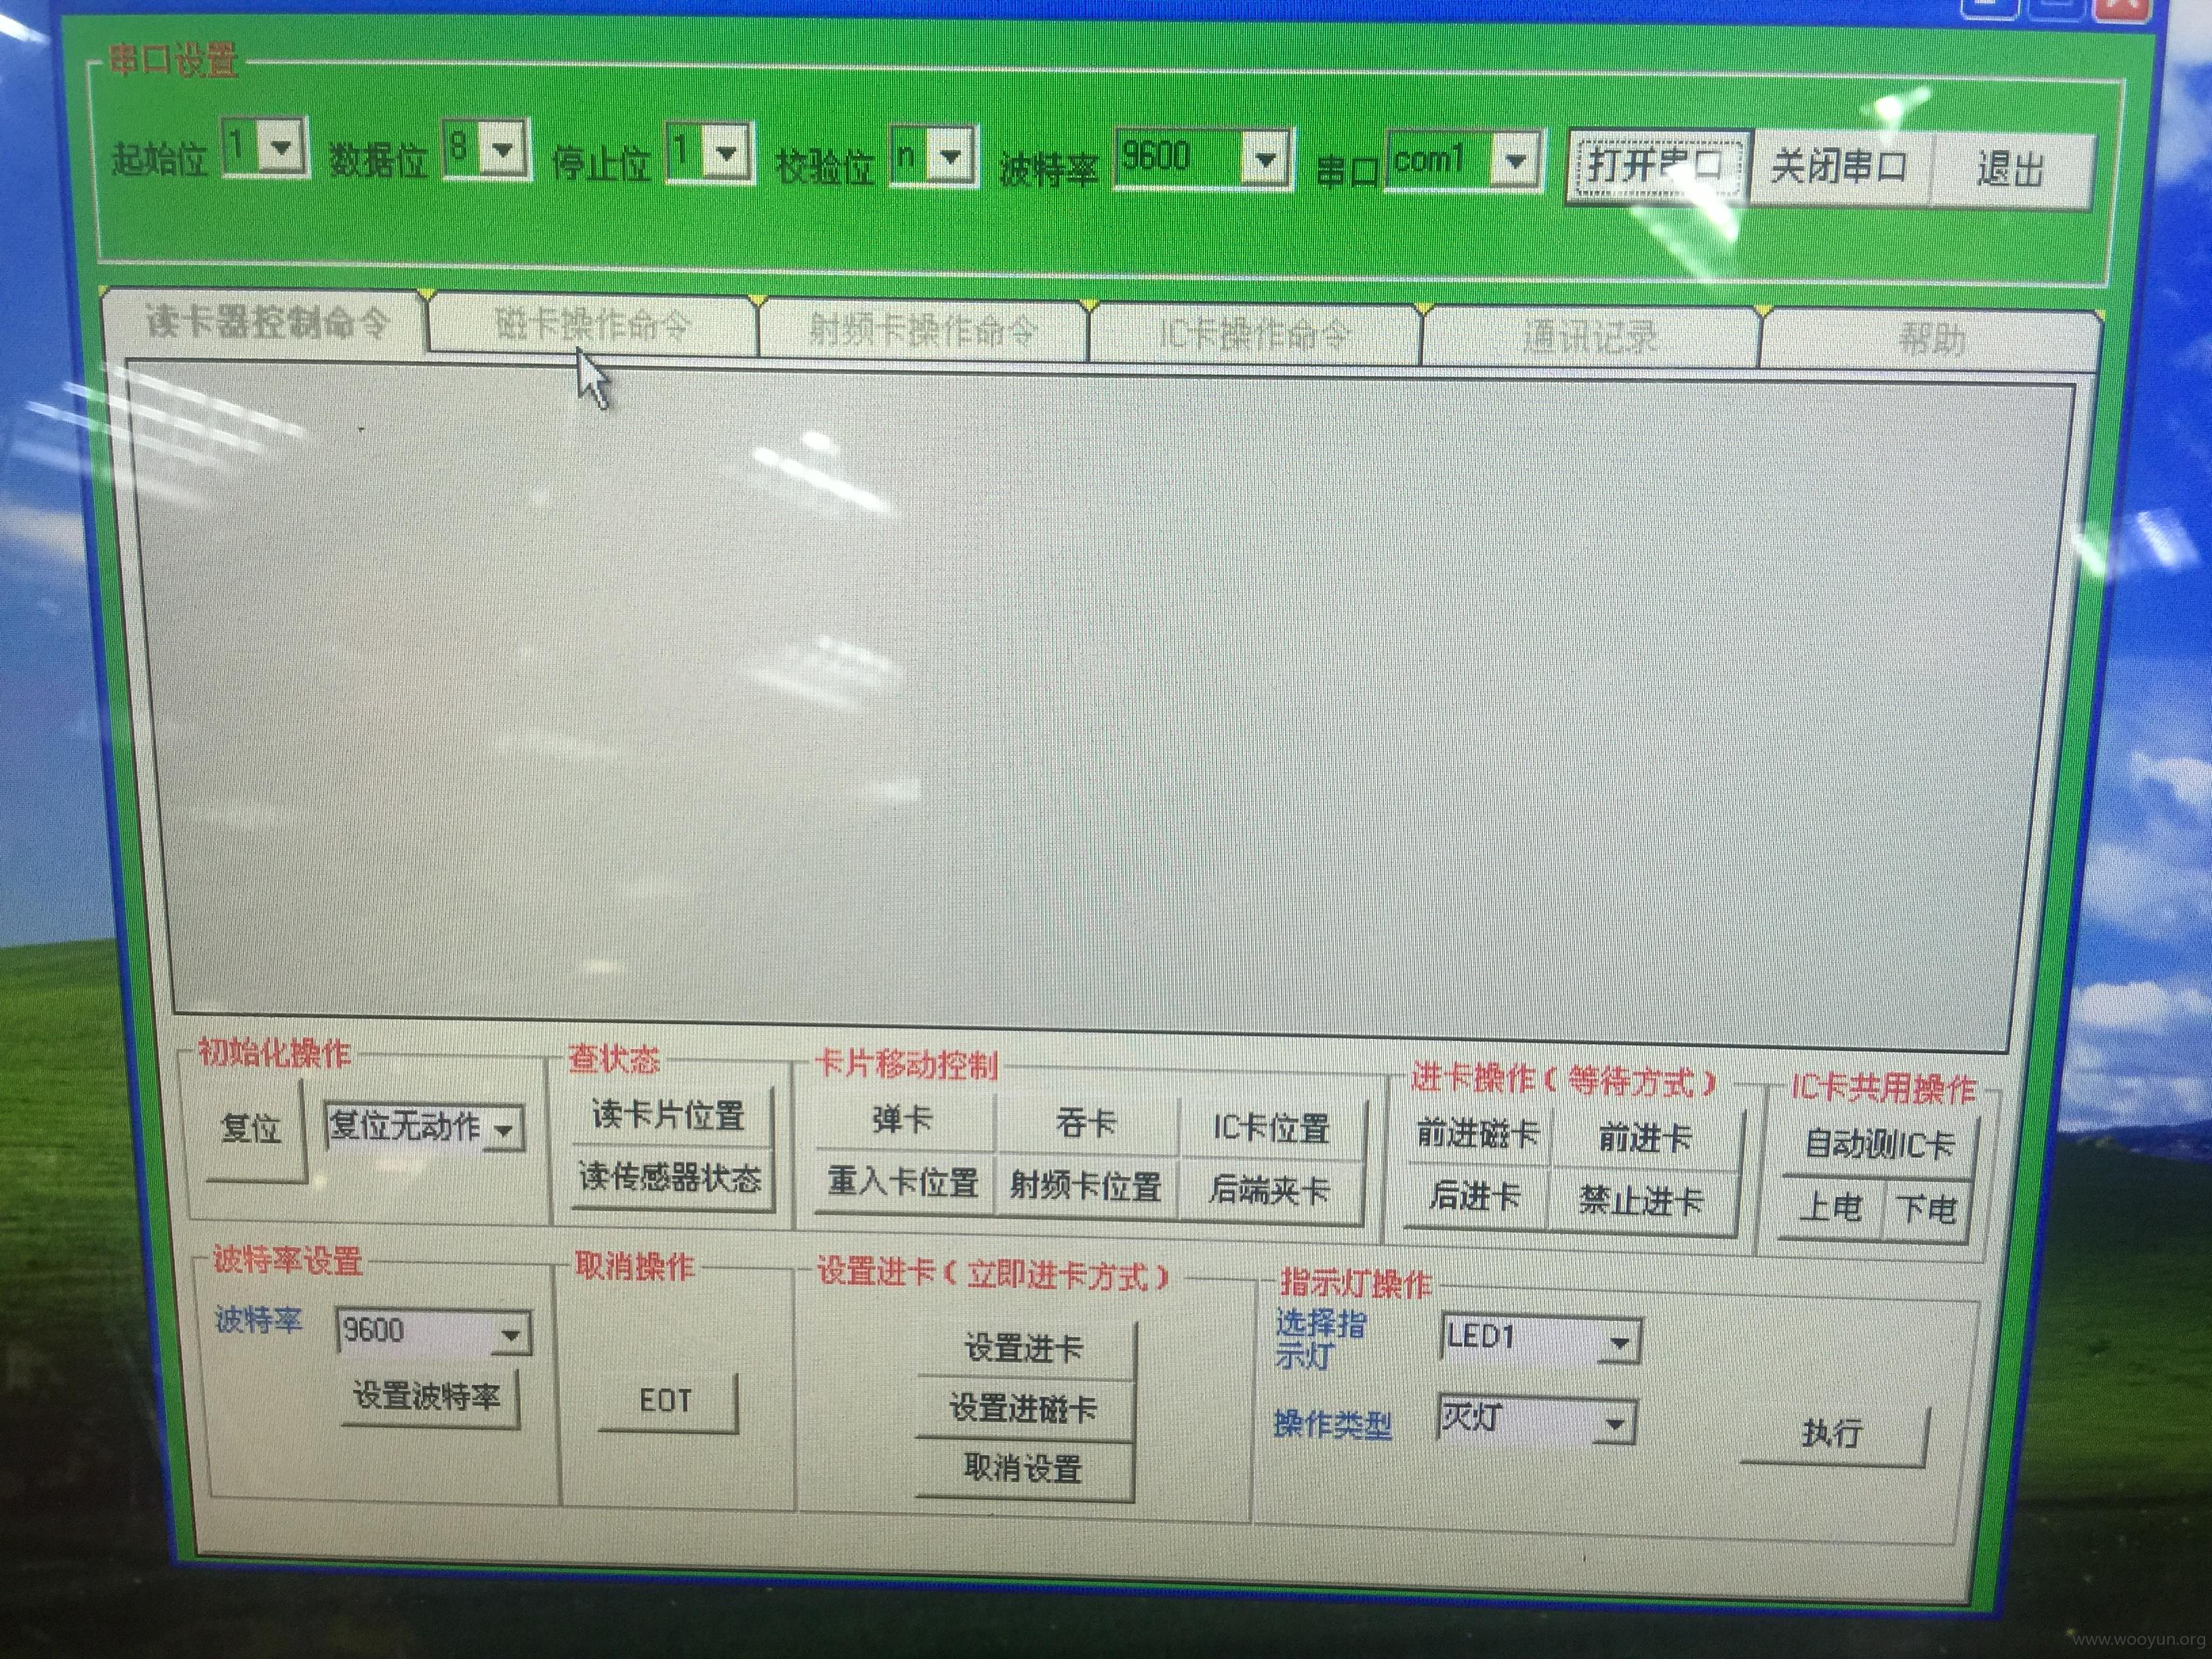 串口设置
起始位 1 数据位 8 停止位 1 校验位 n 波特率 9600 串口 com1 打开串口 关闭串口 退出
读卡器控制命令 磁卡操作命令 射频卡操作命令 IC卡操作命令 通讯记录 帮助
初始化操作 查状态 卡片移动控制 进卡操作(等待方式) IC卡共用操作
复位 复位无动作 读卡片位置 弹卡 吞卡 IC卡位置 前进磁卡 前进卡 自动测IC卡
读传感器状态 重入卡位置 射频卡位置 后端夹卡 后进卡 禁止进卡 上电 下电
波特率设置 取消操作 设置进卡(立即进卡方式) 指示灯操作
波特率 9600 设置进卡 选择指 LED1
示灯
设置波特率 EOT 设置进磁卡 操作类型 灭灯 执行
取消设置
www.wooyun.org